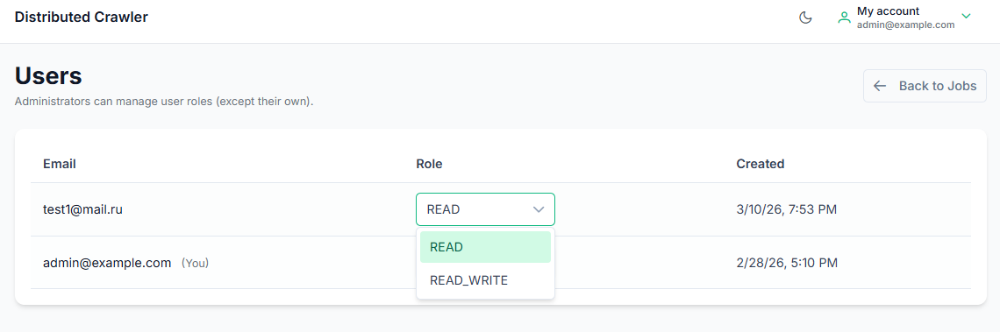 Distributed Crawler
My account
admin@example.com
Users
Administrators can manage user roles (except their own).
Back to Jobs
Email Role Created
test1@mail.ru READ 3/10/26, 7:53 PM
READ
admin@example.com (You) 2/28/26, 5:10 PM
READ_WRITE